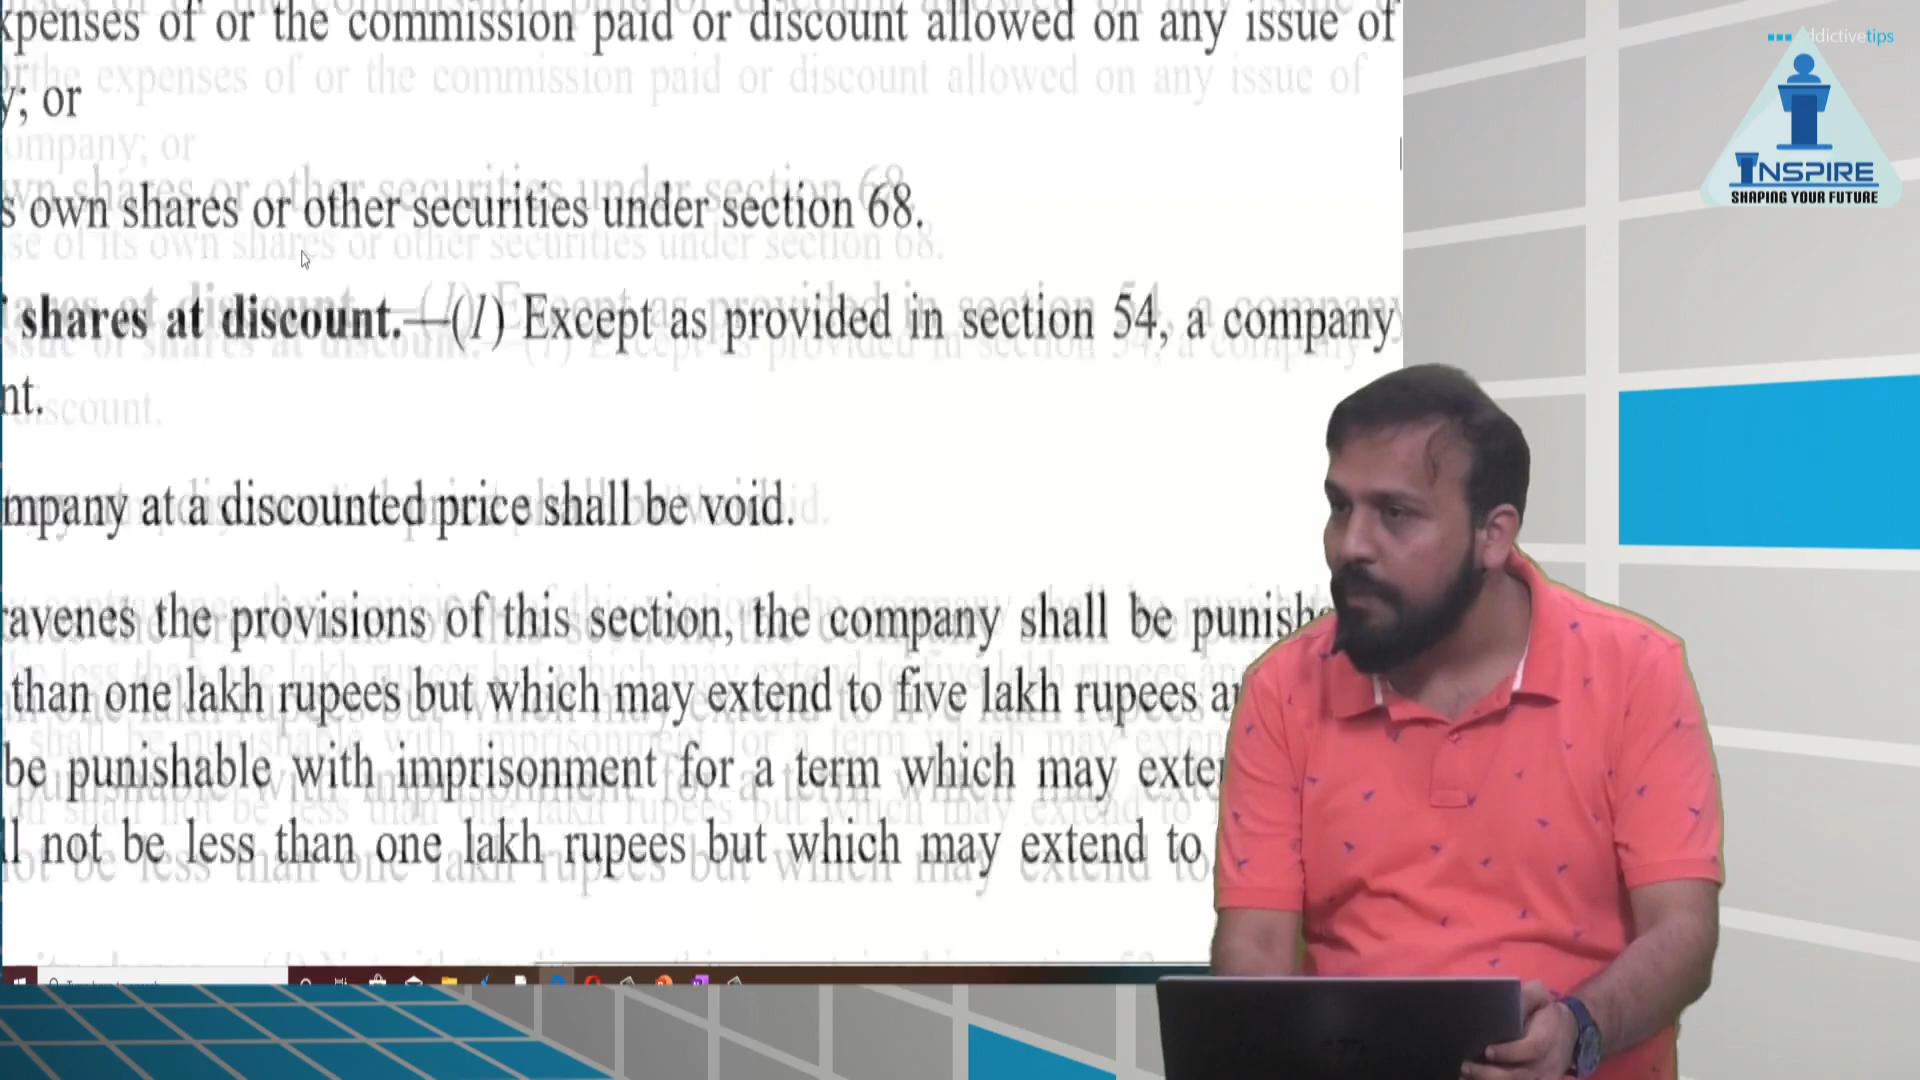 xpenses of or the commission paid or discount allowed on any issue of
y; or
s own shares or other securities under section 68.
shares at discount.—(1) Except as provided in section 54, a company
nt.
mpany at a discounted price shall be void.
ravenes the provisions of this section, the company shall be punisha
than one lakh rupees but which may extend to five lakh rupees a
be punishable with imprisonment for a term which may exte
ll not be less than one lakh rupees but which may extend to
addictivetips
INSPIRE
SHAPING YOUR FUTURE